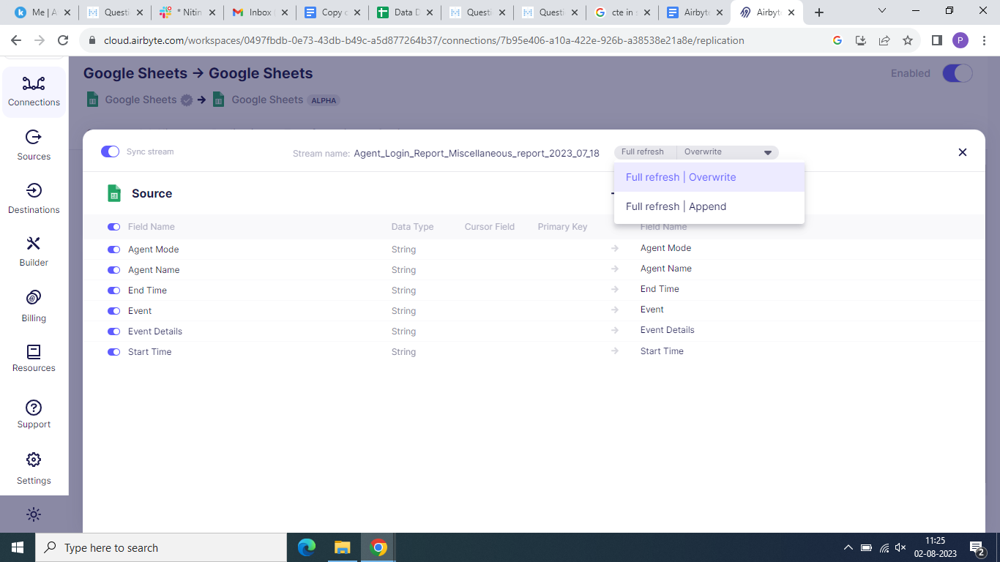 Me | A
Questi
* Nitin
Inbox (
Copy c
Data D
Questi
Questi
cte in s
Airbyte
Airbyt
cloud.airbyte.com/workspaces/0497fbdb-0e73-43db-b49c-a5d877264b37/connections/7b95e406-a10a-422e-926b-a38538e21a8e/replication
P
Connections
Sources
Destinations
Builder
Billing
Resources
Support
Settings
Google Sheets → Google Sheets
Enabled
Google Sheets → Google Sheets ALPHA
Sync stream
Stream name: Agent_Login_Report_Miscellaneous_report_2023_07_18
Full refresh Overwrite
Full refresh | Overwrite
Full refresh | Append
Source
Field Name Data Type Cursor Field Primary Key Field Name
Agent Mode String → Agent Mode
Agent Name String → Agent Name
End Time String → End Time
Event String → Event
Event Details String → Event Details
Start Time String → Start Time
Type here to search
11:25
02-08-2023
2